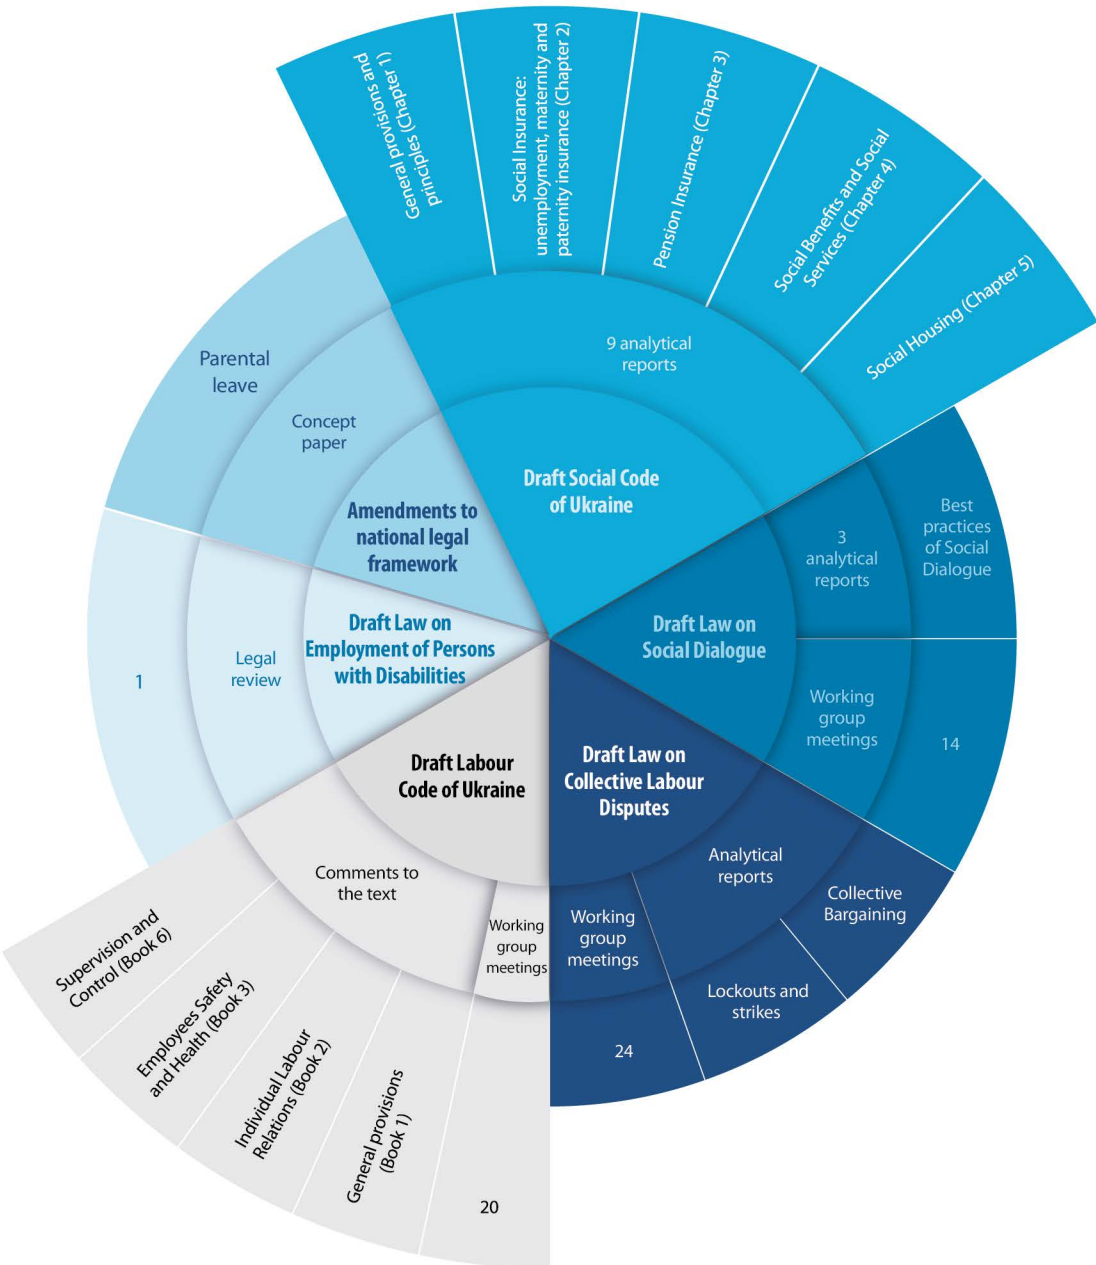 General provisions and
principles (Chapter 1)
Social Insurance:
unemployment, maternity and
paternity insurance (Chapter 2)
Pension Insurance (Chapter 3)
Social Benefits and Social
Services (Chapter 4)
Social Housing (Chapter 5)
9 analytical
reports
Draft Social Code
of Ukraine
Parental
leave
Concept
paper
Amendments to
national legal
framework
Best
practices
of Social
Dialogue
3
analytical
reports
Draft Law on
Social Dialogue
Working
group
meetings
14
Draft Law on
Employment of Persons
with Disabilities
Legal
review
1
Draft Labour
Code of Ukraine
Comments to
the text
Working
group
meetings
Supervision and
Control (Book 6)
Employees Safety
and Health (Book 3)
Individual Labour
Relations (Book 2)
General provisions
(Book 1)
20
Draft Law on
Collective Labour
Disputes
Analytical
reports
Working
group
meetings
Collective
Bargaining
Lockouts and
strikes
24